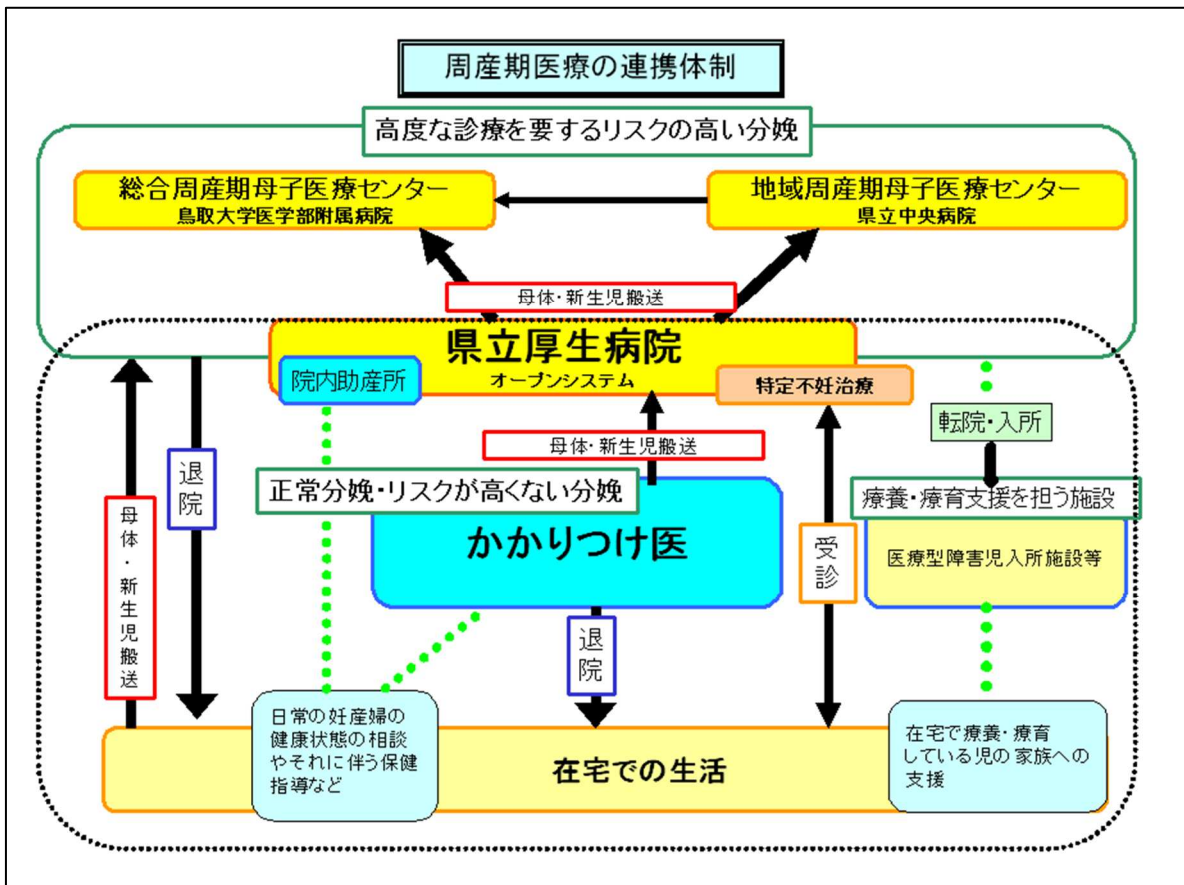 周産期医療の連携体制
高度な診療を要するリスクの高い分娩
総合周産期母子医療センター
鳥取大学医学部附属病院
地域周産期母子医療センター
県立中央病院
母体・新生児搬送
県立厚生病院
オープンシステム
院内助産所
特定不妊治療
母体・新生児搬送
転院・入所
退院
正常分娩・リスクが高くない分娩
療養・療育支援を担う施設
かかりつけ医
医療型障害児入所施設等
母体・新生児搬送
受診
退院
日常の妊産婦の
健康状態の相談
やそれに伴う保健
指導など
在宅での生活
在宅で療養・療育
している児の家族への
支援